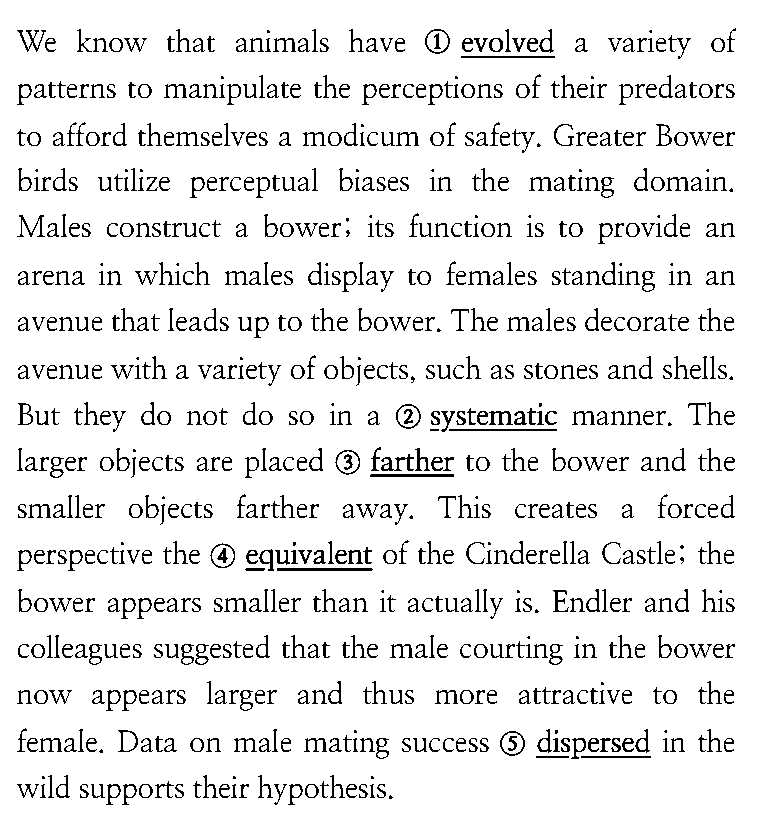 We know that animals have ① evolved a variety of
patterns to manipulate the perceptions of their predators
to afford themselves a modicum of safety. Greater Bower
birds utilize perceptual biases in the mating domain.
Males construct a bower; its function is to provide an
arena in which males display to females standing in an
avenue that leads up to the bower. The males decorate the
avenue with a variety of objects, such as stones and shells.
But they do not do so in a ② systematic manner. The
larger objects are placed ③ farther to the bower and the
smaller objects farther away. This creates a forced
perspective the ④ equivalent of the Cinderella Castle; the
bower appears smaller than it actually is. Endler and his
colleagues suggested that the male courting in the bower
now appears larger and thus more attractive to the
female. Data on male mating success ⑤ dispersed in the
wild supports their hypothesis.